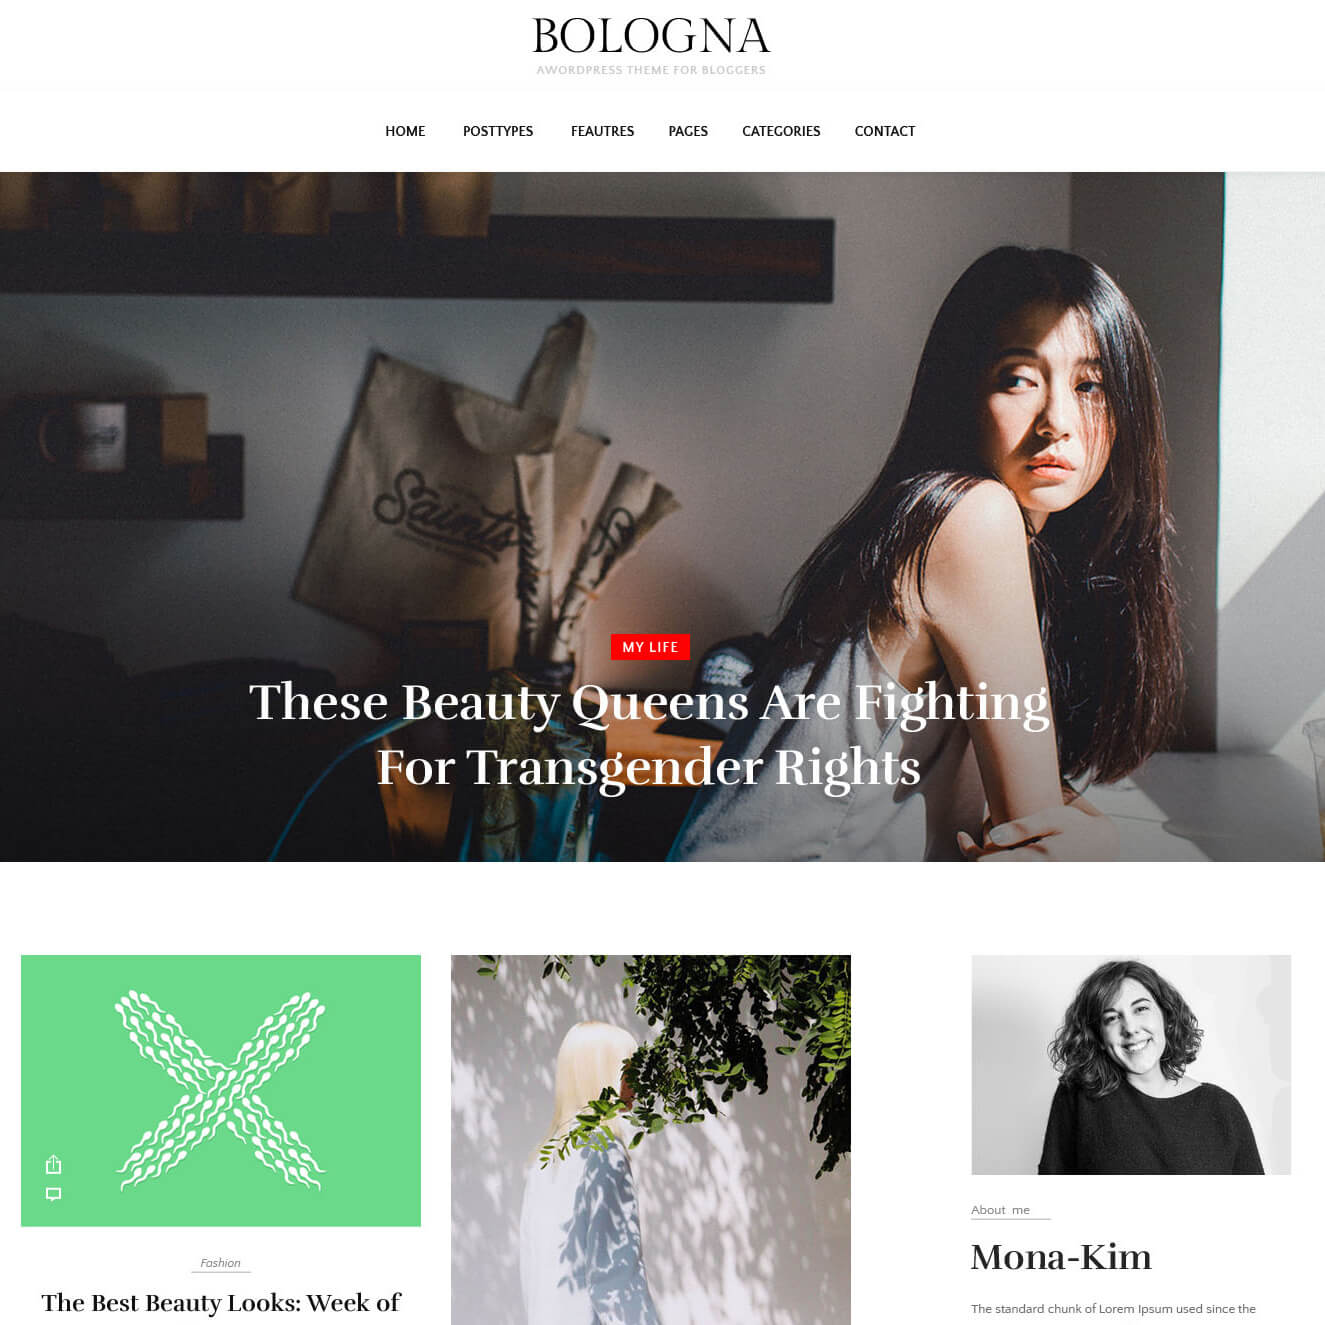 BOLOGNA
AWORDPRESS THEME FOR BLOGGERS
HOME POSTTYPES FEAUTRES PAGES CATEGORIES CONTACT
Saints
MY LIFE
These Beauty Queens Are Fighting
For Transgender Rights
Fashion
The Best Beauty Looks: Week of
About me
Mona-Kim
The standard chunk of Lorem Ipsum used since the